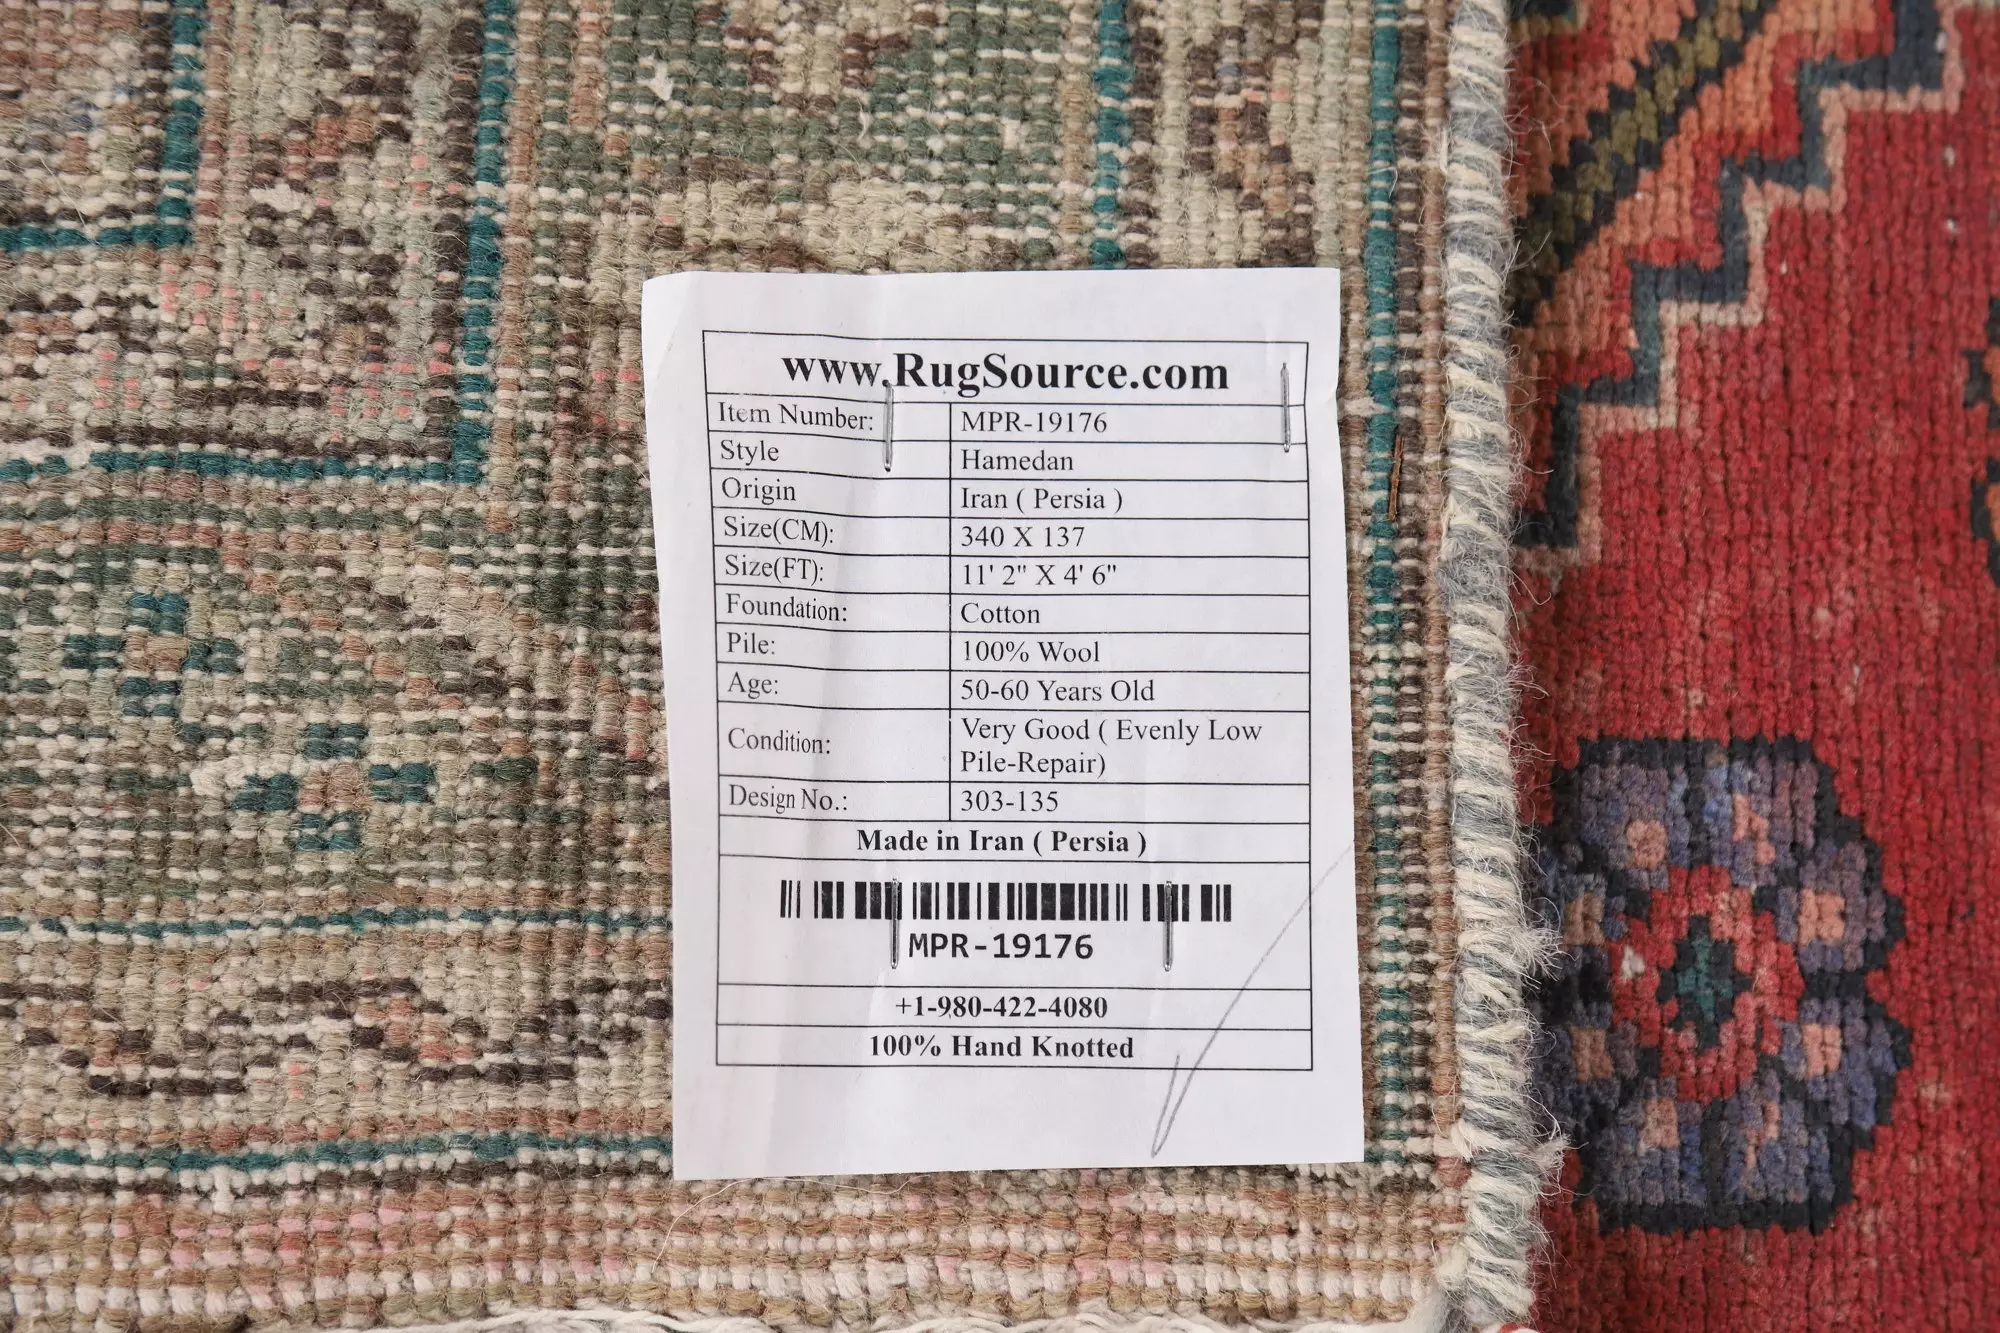 www.RugSource.com
Item Number: MPR-19176
Style Hamedan
Origin Iran ( Persia )
Size(CM): 340 X 137
Size(FT): 11' 2" X 4' 6"
Foundation: Cotton
Pile: 100% Wool
Age: 50-60 Years Old
Condition: Very Good ( Evenly Low
Pile-Repair)
Design No.: 303-135
Made in Iran ( Persia )
MPR-19176
+1-980-422-4080
100% Hand Knotted